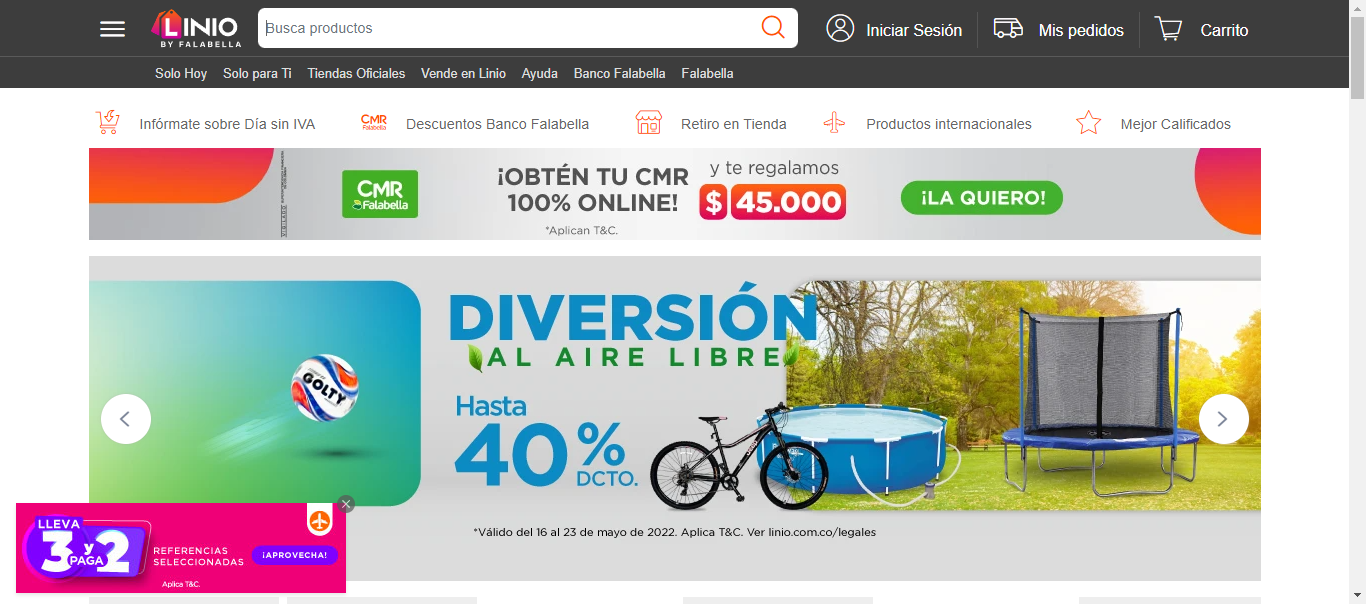 LINIO
BY FALABELLA
Busca productos
Iniciar Sesión
Mis pedidos
Carrito
Solo Hoy
Solo para Ti
Tiendas Oficiales
Vende en Linio
Ayuda
Banco Falabella
Falabella
Infórmate sobre Día sin IVA
CMR
Falabella
Descuentos Banco Falabella
Retiro en Tienda
Productos internacionales
Mejor Calificados
VIGILADO
CMR
Falabella
¡OBTÉN TU CMR
100% ONLINE!
*Aplican T&C.
y te regalamos
$ 45.000
¡LA QUIERO!
DIVERSIÓN
AL AIRE LIBRE
GOLTY
Hasta
40%
DCTO.
*Válido del 16 al 23 de mayo de 2022. Aplica T&C. Ver linio.com.co/legales
LLEVA
3 y 2
PAGA
REFERENCIAS
SELECCIONADAS
¡APROVECHA!
Aplica T&C.